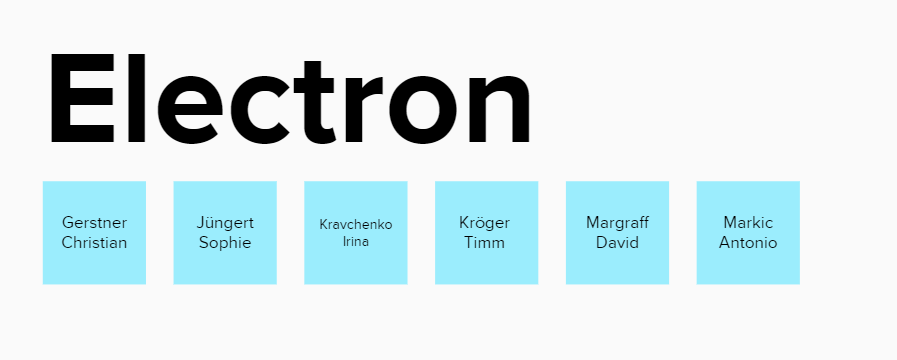 Electron
Gerstner
Christian
Jüngert
Sophie
Kravchenko
Irina
Kröger
Timm
Margraff
David
Markic
Antonio